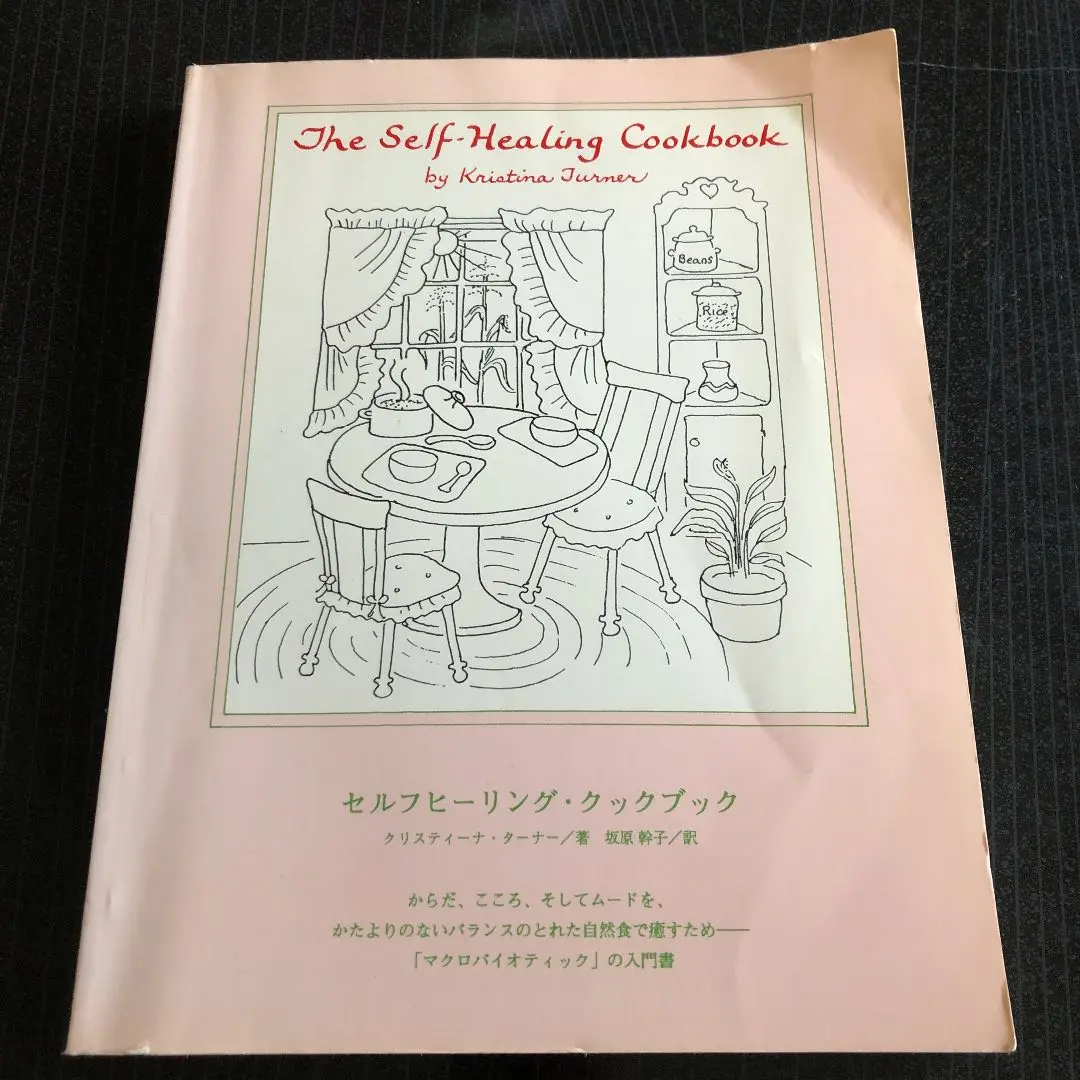 The Self-Healing Cookbook
by Kristina Turner
Beans
Rice
セルフヒーリング・クックブック
クリスティーナ・ターナー／著　坂原 幹子／訳
からだ、こころ、そしてムードを、
かたよりのないバランスのとれた自然食で癒すため――
「マクロバイオティック」の入門書